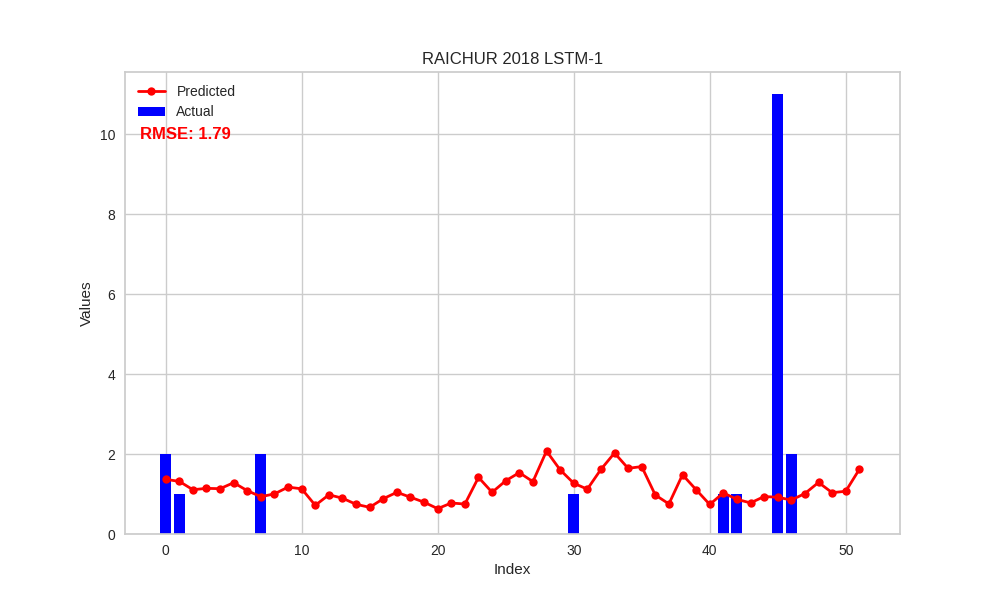 RAICHUR 2018 LSTM-1
Predicted
Actual
RMSE: 1.79
10
8
6
4
2
0
Values
0 10 20 30 40 50
Index